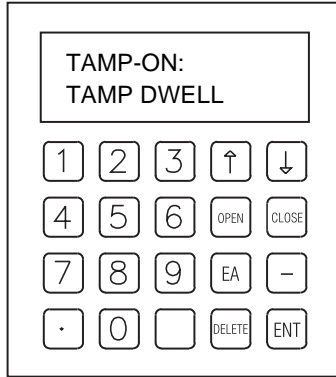 TAMP-ON:
TAMP DWELL
1 2 3 ↑ ↓
4 5 6 OPEN CLOSE
7 8 9 EA –
. 0 DELETE ENT